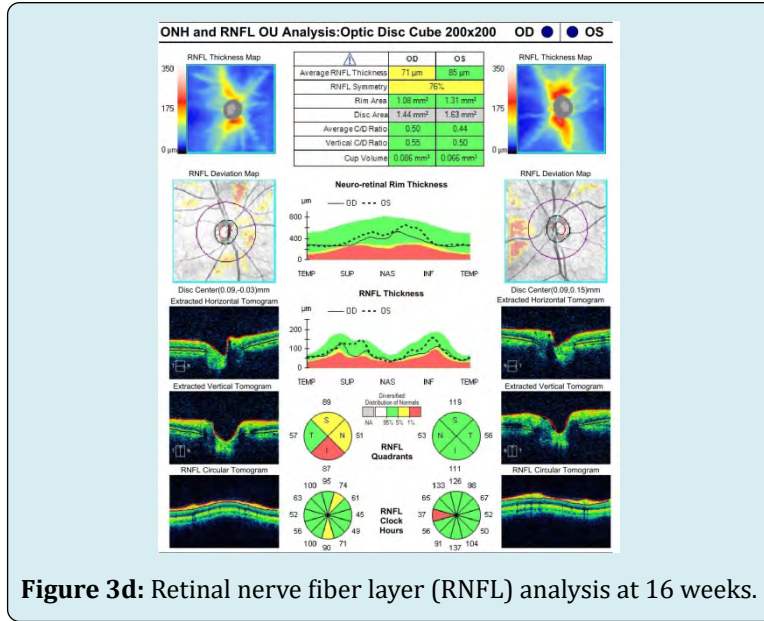 ONH and RNFL OU Analysis:Optic Disc Cube 200x200
OD OS
RNFL Thickness Map
350
175
0 µm
OD OS
Average RNFL Thickness 71 µm 85 µm
RNFL Symmetry 76%
Rim Area 1.08 mm² 1.31 mm²
Disc Area 1.44 mm² 1.63 mm²
Average C/D Ratio 0.50 0.44
Vertical C/D Ratio 0.55 0.50
Cup Volume 0.086 mm³ 0.066 mm³
RNFL Thickness Map
350
175
0 µm
RNFL Deviation Map
Disc Center(0.09,-0.03)mm
Neuro-retinal Rim Thickness
µm OD OS
800
400
0
TEMP SUP NAS INF TEMP
RNFL Deviation Map
Disc Center(0.09,0.15)mm
Extracted Horizontal Tomogram
RNFL Thickness
µm OD OS
200
100
0
TEMP SUP NAS INF TEMP
Extracted Horizontal Tomogram
Extracted Vertical Tomogram
Diversified:
Distribution of Normals
NA 95% 5% 1%
89
57 S T N I 51
87
RNFL
Quadrants
119
53 S N T I 56
111
Extracted Vertical Tomogram
RNFL Circular Tomogram
95
100 74
63 61
52 45
56 49
100 71
90
RNFL
Clock
Hours
126
133 98
65 67
37 52
56 50
91 104
137
RNFL Circular Tomogram
Figure 3d: Retinal nerve fiber layer (RNFL) analysis at 16 weeks.